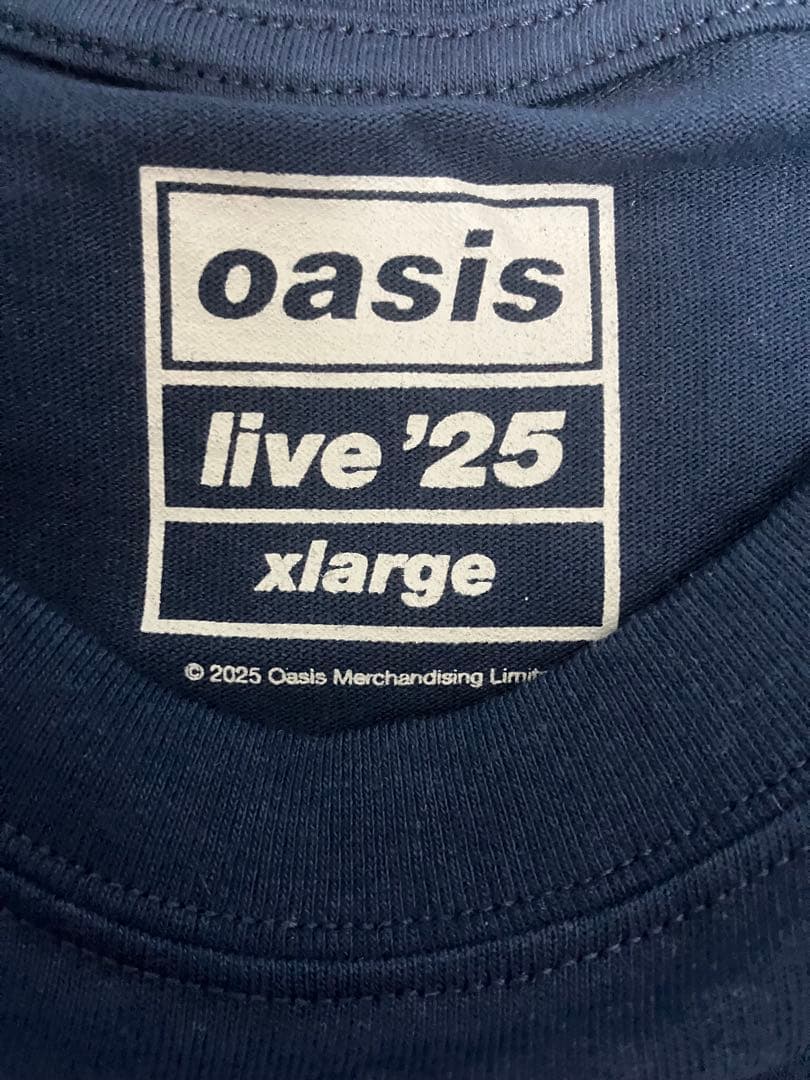 oasis
live '25
xlarge
© 2025 Oasis Merchandising